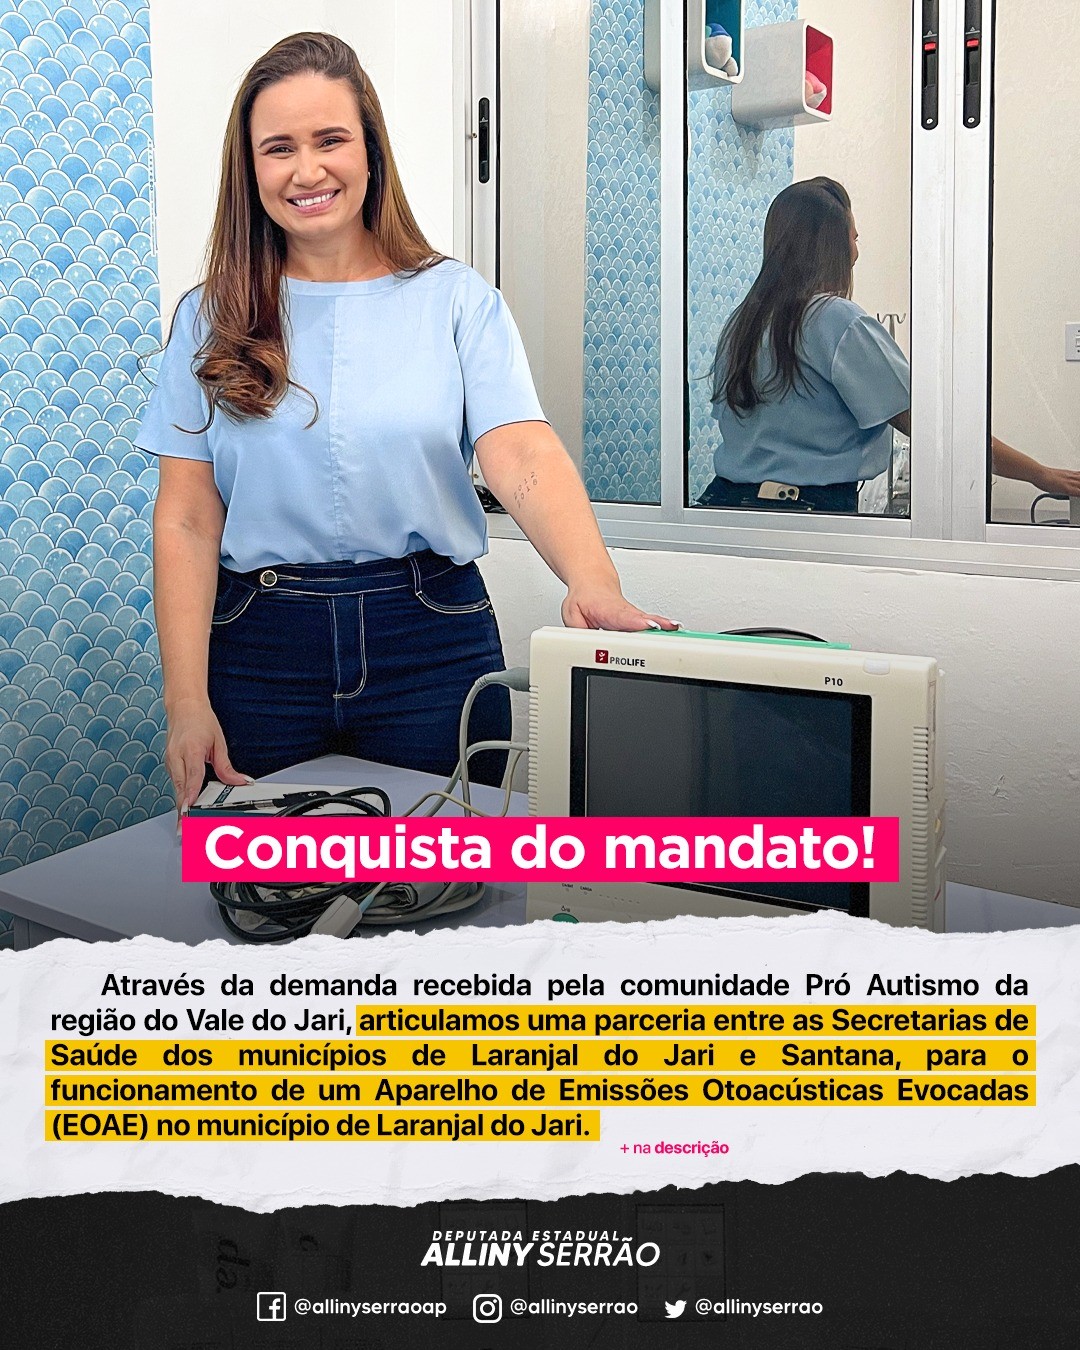 2012
2016
PROLIFE
P10
Conquista do mandato!
Através da demanda recebida pela comunidade Pró Autismo da
região do Vale do Jari, articulamos uma parceria entre as Secretarias de
Saúde dos municípios de Laranjal do Jari e Santana, para o
funcionamento de um Aparelho de Emissões Otoacústicas Evocadas
(EOAE) no município de Laranjal do Jari.
+ na descrição
DEPUTADA ESTADUAL
ALLINY SERRÃO
@allinyserraoap @allinyserrao @allinyserrao